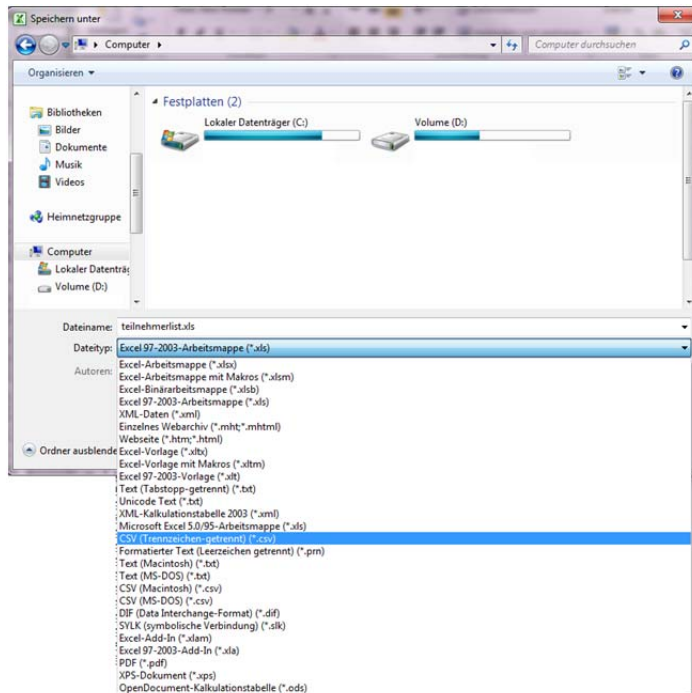 Speichern unter
Computer
Computer durchsuchen
Organisieren
Bibliotheken
Bilder
Dokumente
Musik
Videos
Heimnetzgruppe
Computer
Lokaler Datenträg
Volume (D:)
Festplatten (2)
Lokaler Datenträger (C:)
Volume (D:)
Dateiname: teilnehmerlist.xls
Dateityp: Excel 97-2003-Arbeitsmappe (*.xls)
Autoren:
Excel-Arbeitsmappe (*.xlsx)
Excel-Arbeitsmappe mit Makros (*.xlsm)
Excel-Binärarbeitsmappe (*.xlsb)
Excel 97-2003-Arbeitsmappe (*.xls)
XML-Daten (*.xml)
Einzelnes Webarchiv (*.mht;*.mhtml)
Webseite (*.htm;*.html)
Ordner ausblende
Excel-Vorlage (*.xltx)
Excel-Vorlage mit Makros (*.xltm)
Excel 97-2003-Vorlage (*.xlt)
Text (Tabstopp-getrennt) (*.txt)
Unicode Text (*.txt)
XML-Kalkulationstabelle 2003 (*.xml)
Microsoft Excel 5.0/95-Arbeitsmappe (*.xls)
CSV (Trennzeichen-getrennt) (*.csv)
Formatierter Text (Leerzeichen getrennt) (*.prn)
Text (Macintosh) (*.txt)
Text (MS-DOS) (*.txt)
CSV (Macintosh) (*.csv)
CSV (MS-DOS) (*.csv)
DIF (Data Interchange-Format) (*.dif)
SYLK (symbolische Verbindung) (*.slk)
Excel-Add-In (*.xlam)
Excel 97-2003-Add-In (*.xla)
PDF (*.pdf)
XPS-Dokument (*.xps)
OpenDocument-Kalkulationstabelle (*.ods)